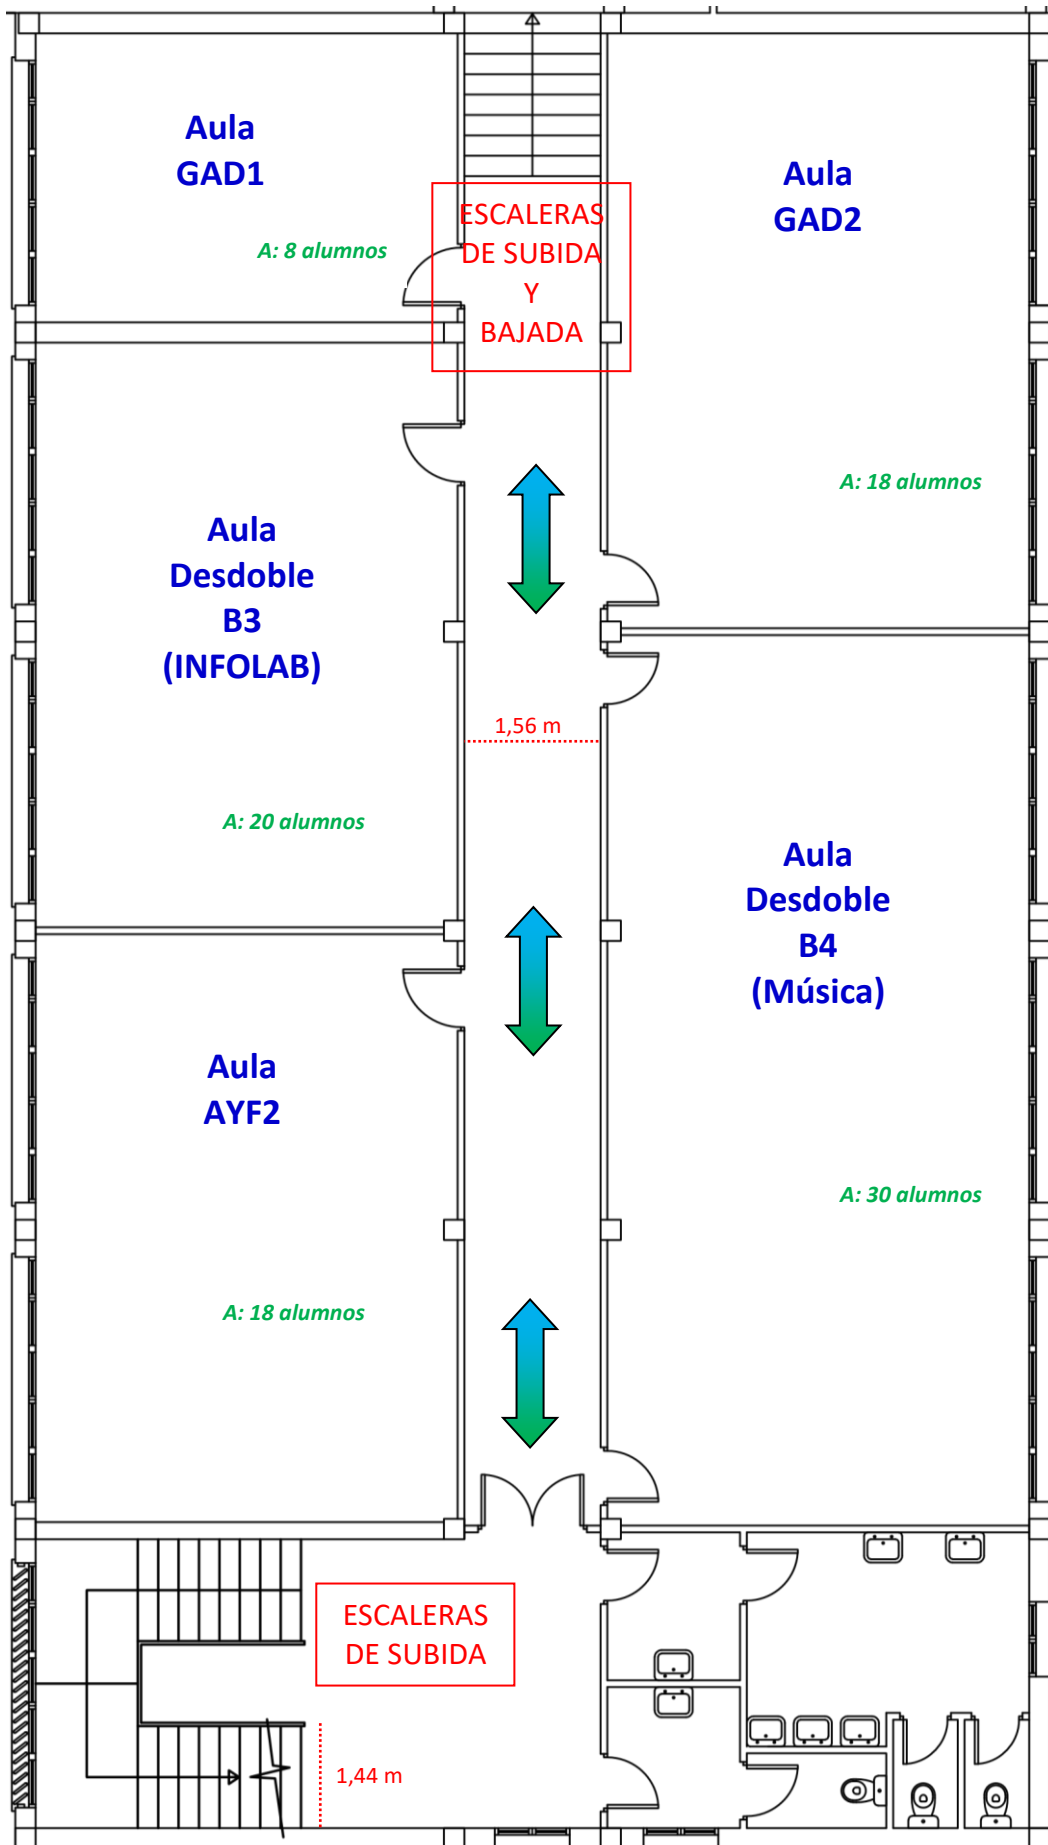 Aula
GAD1
A: 8 alumnos
ESCALERAS
DE SUBIDA
Y
BAJADA
Aula
GAD2
A: 18 alumnos
Aula
Desdoble
B3
(INFOLAB)
A: 20 alumnos
1,56 m
Aula
Desdoble
B4
(Música)
A: 30 alumnos
Aula
AYF2
A: 18 alumnos
ESCALERAS
DE SUBIDA
1,44 m